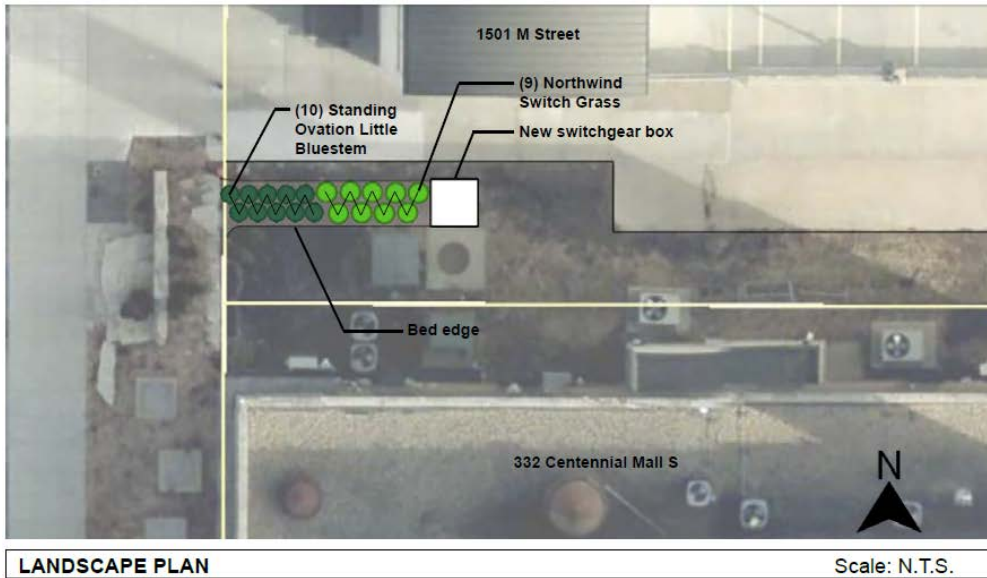 1501 M Street
(9) Northwind
Switch Grass
(10) Standing
Ovation Little
Bluestem
New switchgear box
Bed edge
332 Centennial Mall S
N
LANDSCAPE PLAN
Scale: N.T.S.